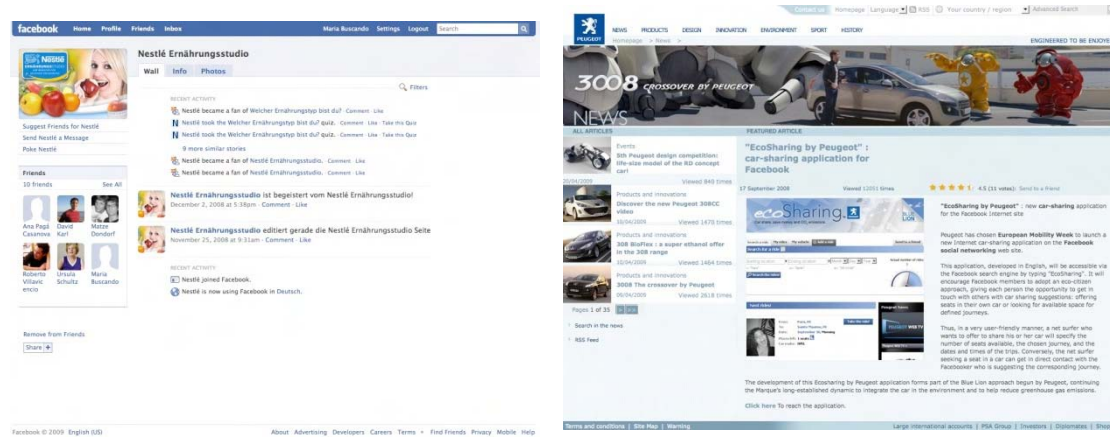 facebook Home Profile Friends Inbox Maria Buscando Settings Logout Search
Nestlé
Nestlé Ernährungsstudio
Wall Info Photos
Filters
RECENT ACTIVITY
Nestlé became a fan of Welcher Ernährungstyp bist du? · Comment · Like
Nestlé took the Welcher Ernährungstyp bist du? quiz. · Comment · Like · Take this Quiz
Nestlé took the Welcher Ernährungstyp bist du? quiz. · Comment · Like · Take this Quiz
9 more similar stories
Nestlé became a fan of Nestlé Ernährungsstudio. · Comment · Like
Nestlé became a fan of Nestlé Ernährungsstudio. · Comment · Like
Nestlé Ernährungsstudio ist begeistert vom Nestlé Ernährungsstudio!
December 2, 2008 at 5:38pm · Comment · Like
Nestlé Ernährungsstudio editiert gerade die Nestlé Ernährungsstudio Seite
November 25, 2008 at 9:31am · Comment · Like
RECENT ACTIVITY
Nestlé joined Facebook.
Nestlé is now using Facebook in Deutsch.
Suggest Friends for Nestlé
Send Nestlé a Message
Poke Nestlé
Friends
10 friends See All
Ana Pagá Casanova
David Karl
Matze Dondorf
Roberto Villavicencio
Ursula Schultz
Maria Buscando
Remove from Friends
Share +
Facebook © 2009 English (US) About Advertising Developers Careers Terms Find Friends Privacy Mobile Help
Contact us Homepage Language RSS Your country / region Advanced Search
PEUGEOT
NEWS PRODUCTS DESIGN INNOVATION ENVIRONMENT SPORT HISTORY
Homepage > News >
ENGINEERED TO BE ENJOYE
3008 CROSSOVER BY PEUGEOT
NEWS
ALL ARTICLES
Events
5th Peugeot design competition: life-size model of the RD concept car!
Viewed 840 times
Products and innovations
Discover the new Peugeot 308CC video
10/04/2009 Viewed 1470 times
Products and innovations
308 BioFlex : a super ethanol offer in the 308 range
10/04/2009 Viewed 1464 times
Products and innovations
3008 The crossover by Peugeot
06/04/2009 Viewed 2618 times
Pages 1 of 35
Search in the news
RSS Feed
FEATURED ARTICLE
"EcoSharing by Peugeot" :
car-sharing application for
Facebook
17 September 2008 Viewed 12051 times 4.5 (31 votes) Send to a friend
ecoSharing.
BLUE LION
"EcoSharing by Peugeot" : new car-sharing application
for the Facebook Internet site
Peugeot has chosen European Mobility Week to launch a
new Internet car-sharing application on the Facebook
social networking web site.
This application, developed in English, will be accessible via
the Facebook search engine by typing "EcoSharing". It will
encourage Facebook members to adopt an eco-citizen
approach, giving each person the opportunity to get in
touch with others with car sharing suggestions: offering
seats in their own car or looking for available space for
defined journeys.
Thus, in a very user-friendly manner, a net surfer who
wants to offer to share his or her car will specify the
number of seats available, the chosen journey, and the
dates and times of the trips. Conversely, the net surfer
seeking a seat in a car can get in direct contact with the
Facebooker who is suggesting the corresponding journey.
The development of this Ecosharing by Peugeot application forms part of the Blue Lion approach begun by Peugeot, continuing
the Marque's long-established dynamic to integrate the car in the environment and to help reduce greenhouse gas emissions.
Click here To reach the application.
Terms and conditions | Site Map | Warning Large international accounts | PSA Group | Investors | Diplomates | Shop